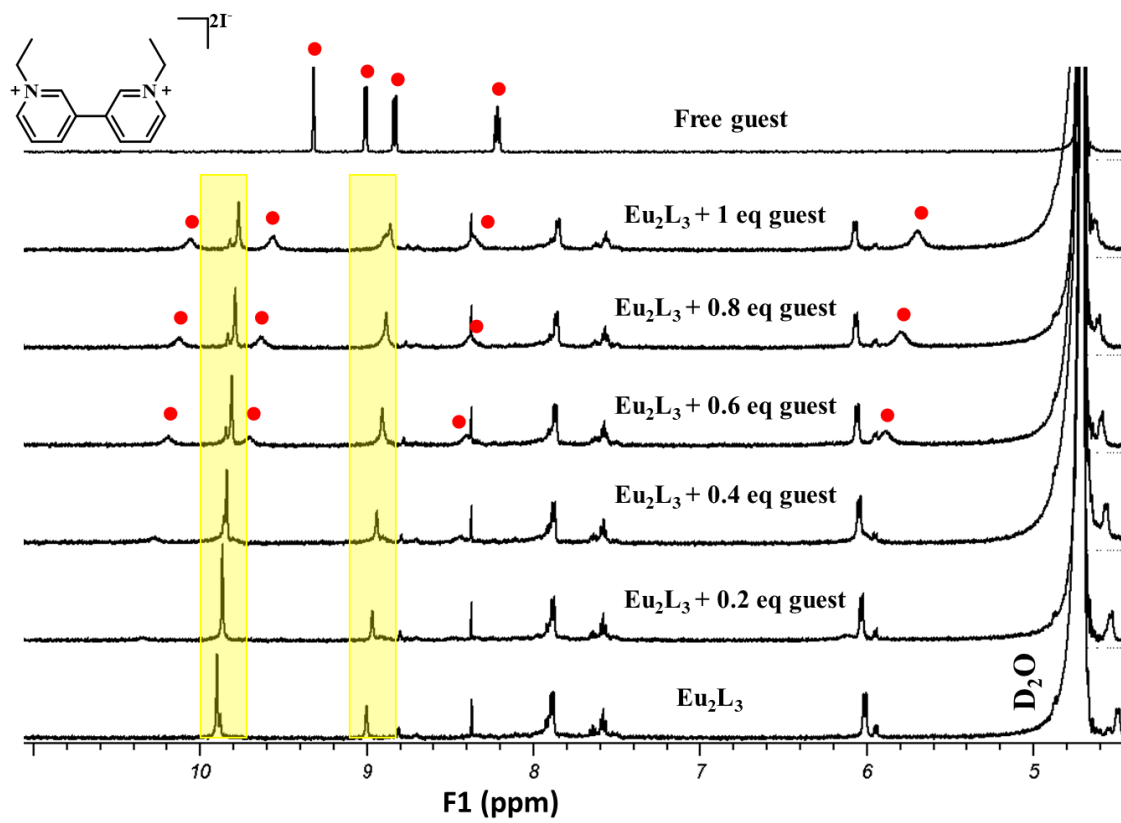 2I⁻
N
+
N
+
Free guest
Eu₂L₃ + 1 eq guest
Eu₂L₃ + 0.8 eq guest
Eu₂L₃ + 0.6 eq guest
Eu₂L₃ + 0.4 eq guest
Eu₂L₃ + 0.2 eq guest
Eu₂L₃
D₂O
10 9 8 7 6 5
F1 (ppm)